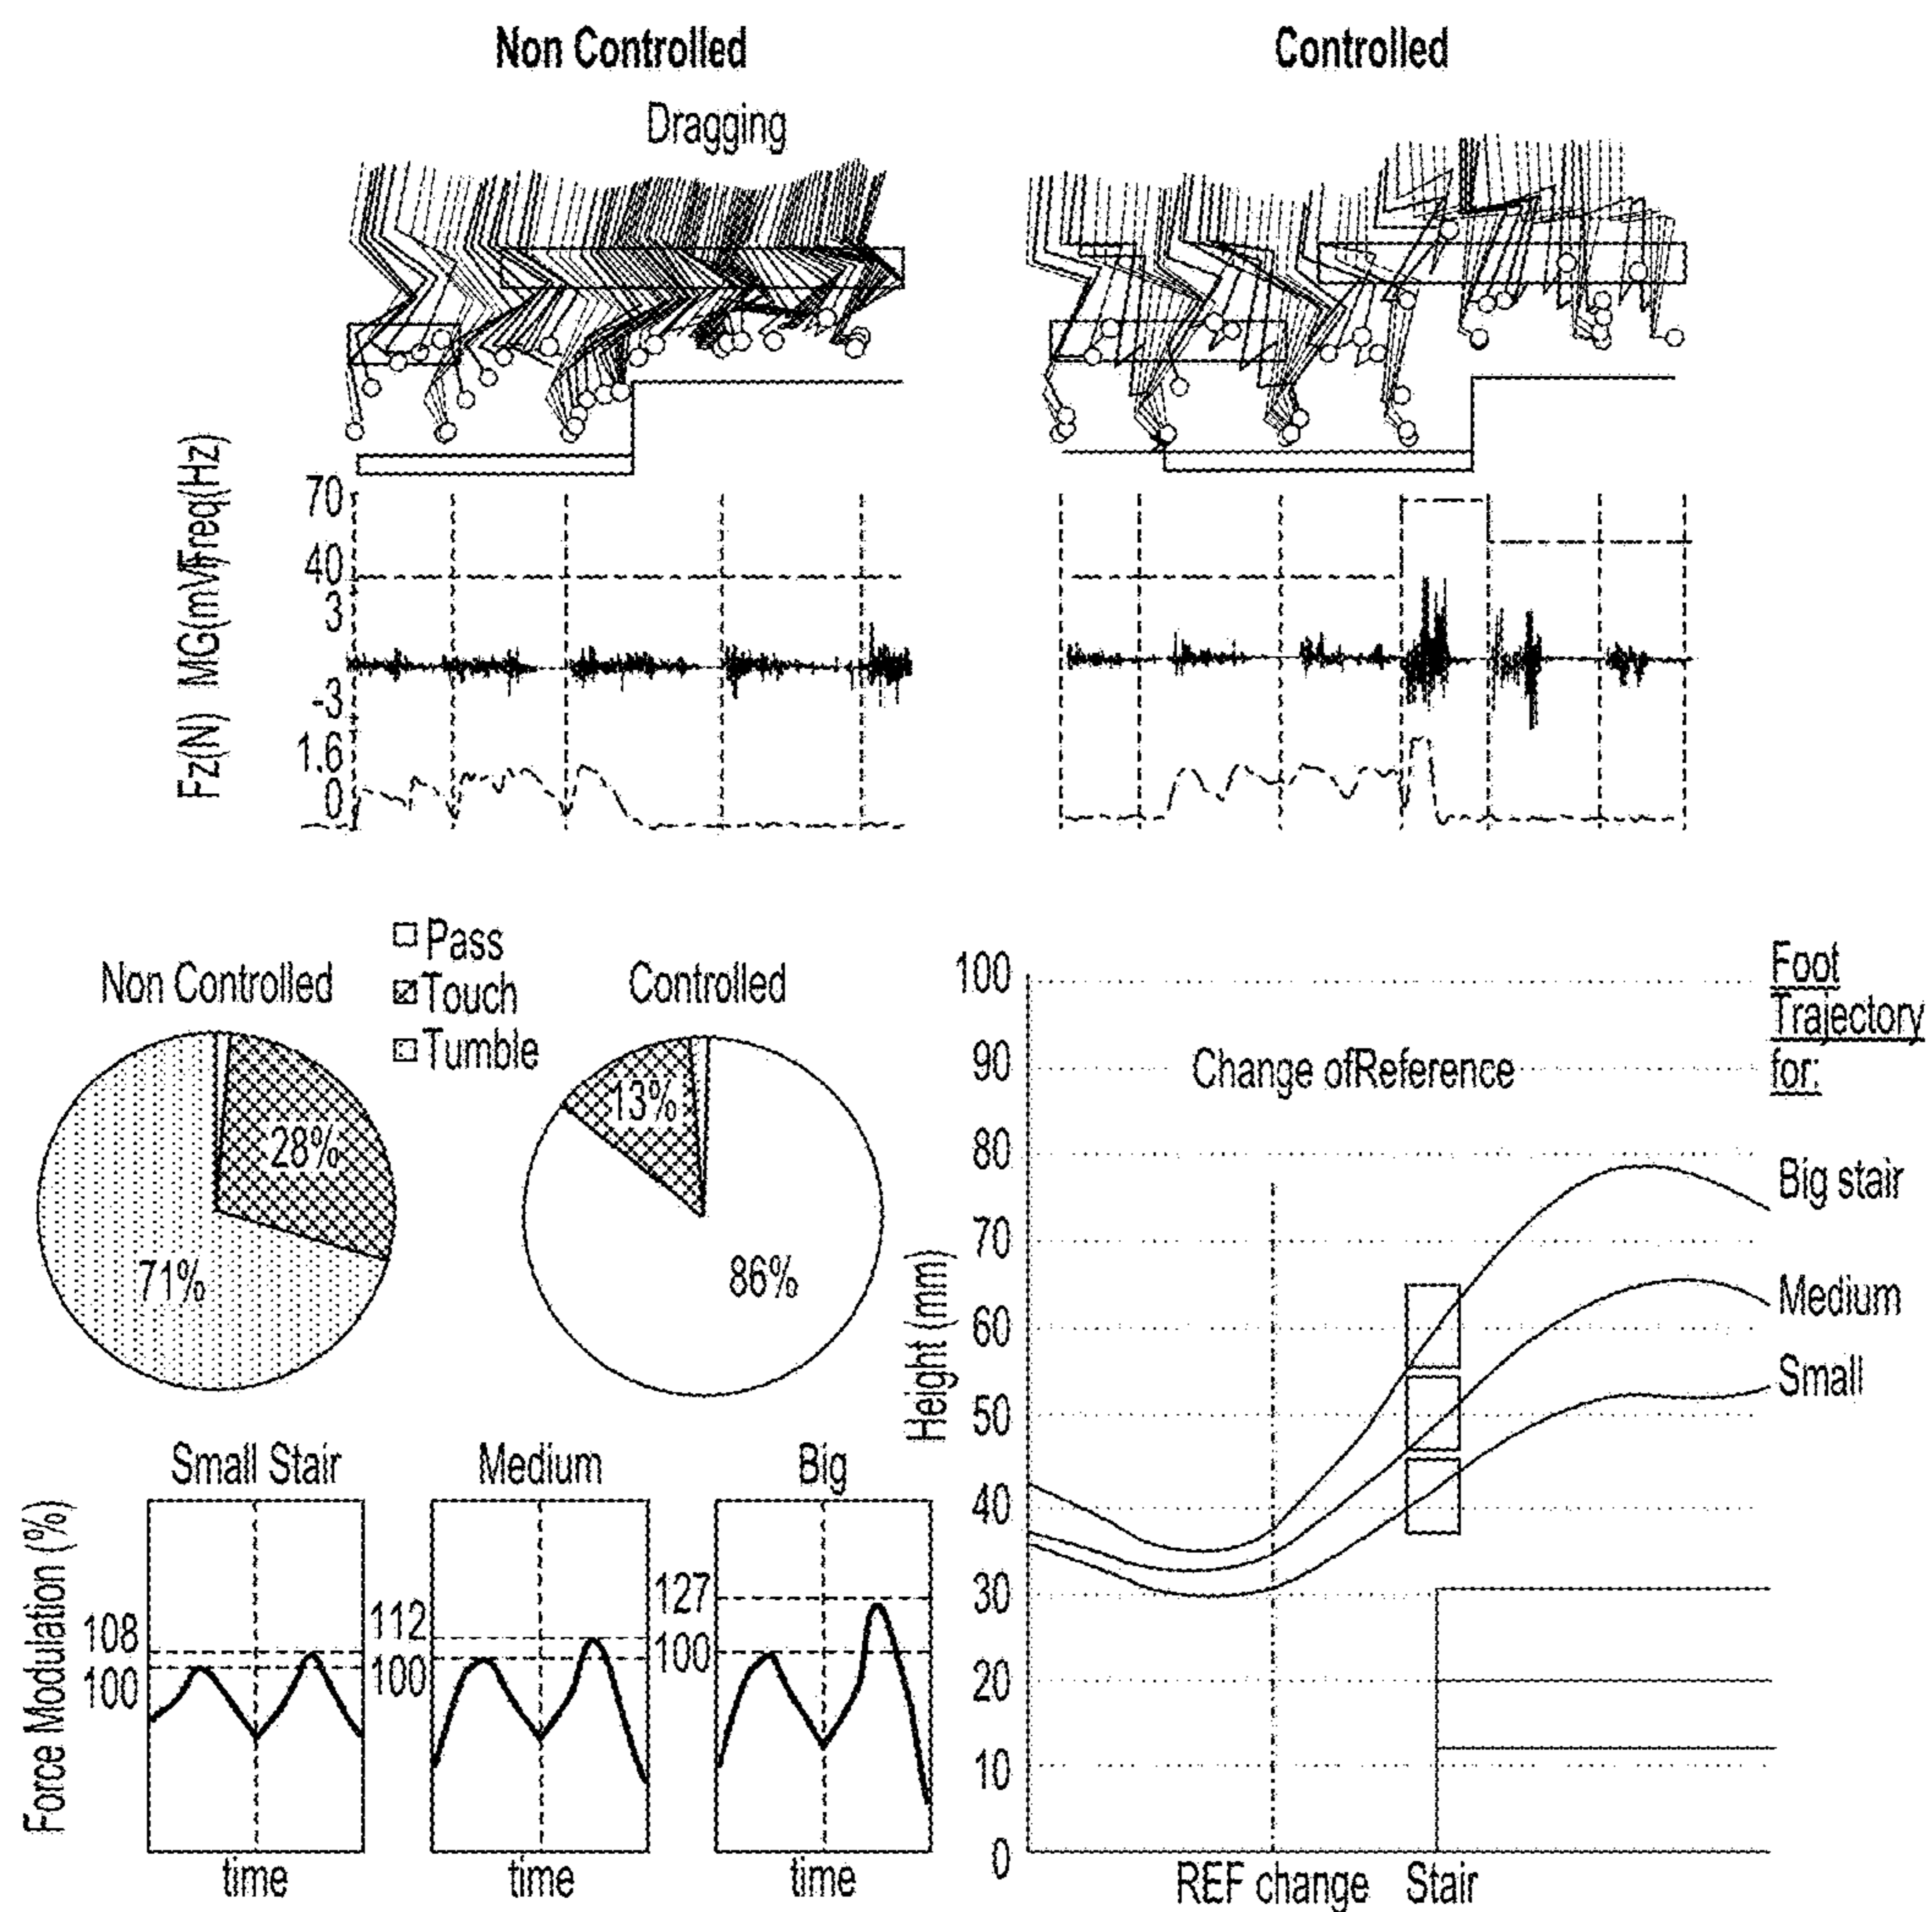 Non Controlled
Controlled
Dragging
Freq(Hz)
MG(mV)
Fz(N)
70
40
3
-3
1.6
0
Pass
Touch
Tumble
Non Controlled
28%
71%
Controlled
13%
86%
Small Stair
Medium
Big
Force Modulation (%)
108
100
112
100
127
100
time
time
time
Height (mm)
100
90
80
70
60
50
40
30
20
10
0
Change ofReference
REF change
Stair
Foot
Trajectory
for:
Big stair
Medium
Small